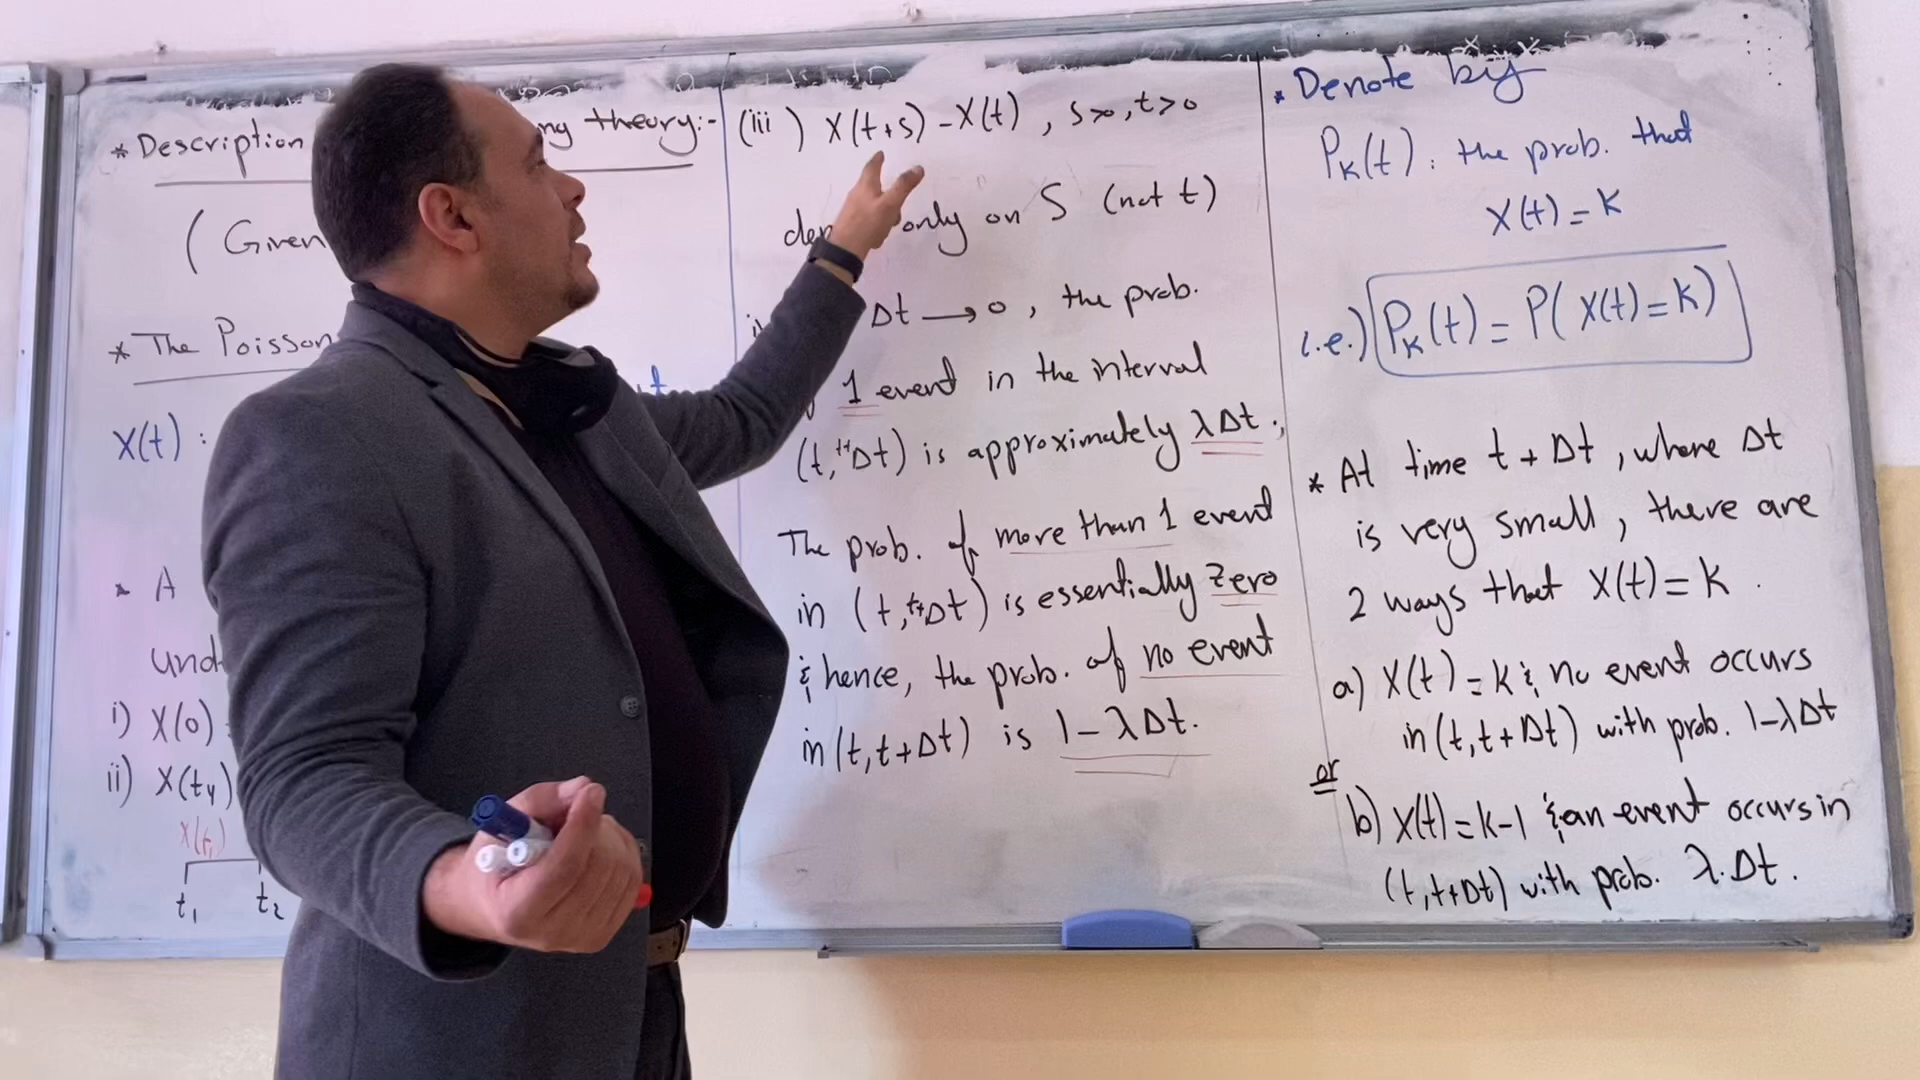 * Description ng theory:-
(Given
* The Poisson
X(t) :
* A
und
i) X(0)
ii) X(t4)
X(t1)
t1 t2
(iii) X(t+s) - X(t), s>0, t>0
only on S (not t)
Δt → 0, the prob.
1 event in the interval
(t, t+Δt) is approximately λΔt;
The prob. of more than 1 event
in (t, t+Δt) is essentially Zero
& hence, the prob. of no event
in (t, t+Δt) is 1-λΔt.
* Denote by
PK(t): the prob. that
X(t) = K
i.e.) PK(t) = P(X(t)=K)
* At time t + Δt, where Δt
is very small, there are
2 ways that X(t) = K.
a) X(t) = K & no event occurs
in (t, t+Δt) with prob. 1-λΔt
or
b) X(t) = K-1 & an event occurs in
(t, t+Δt) with prob. λ.Δt.